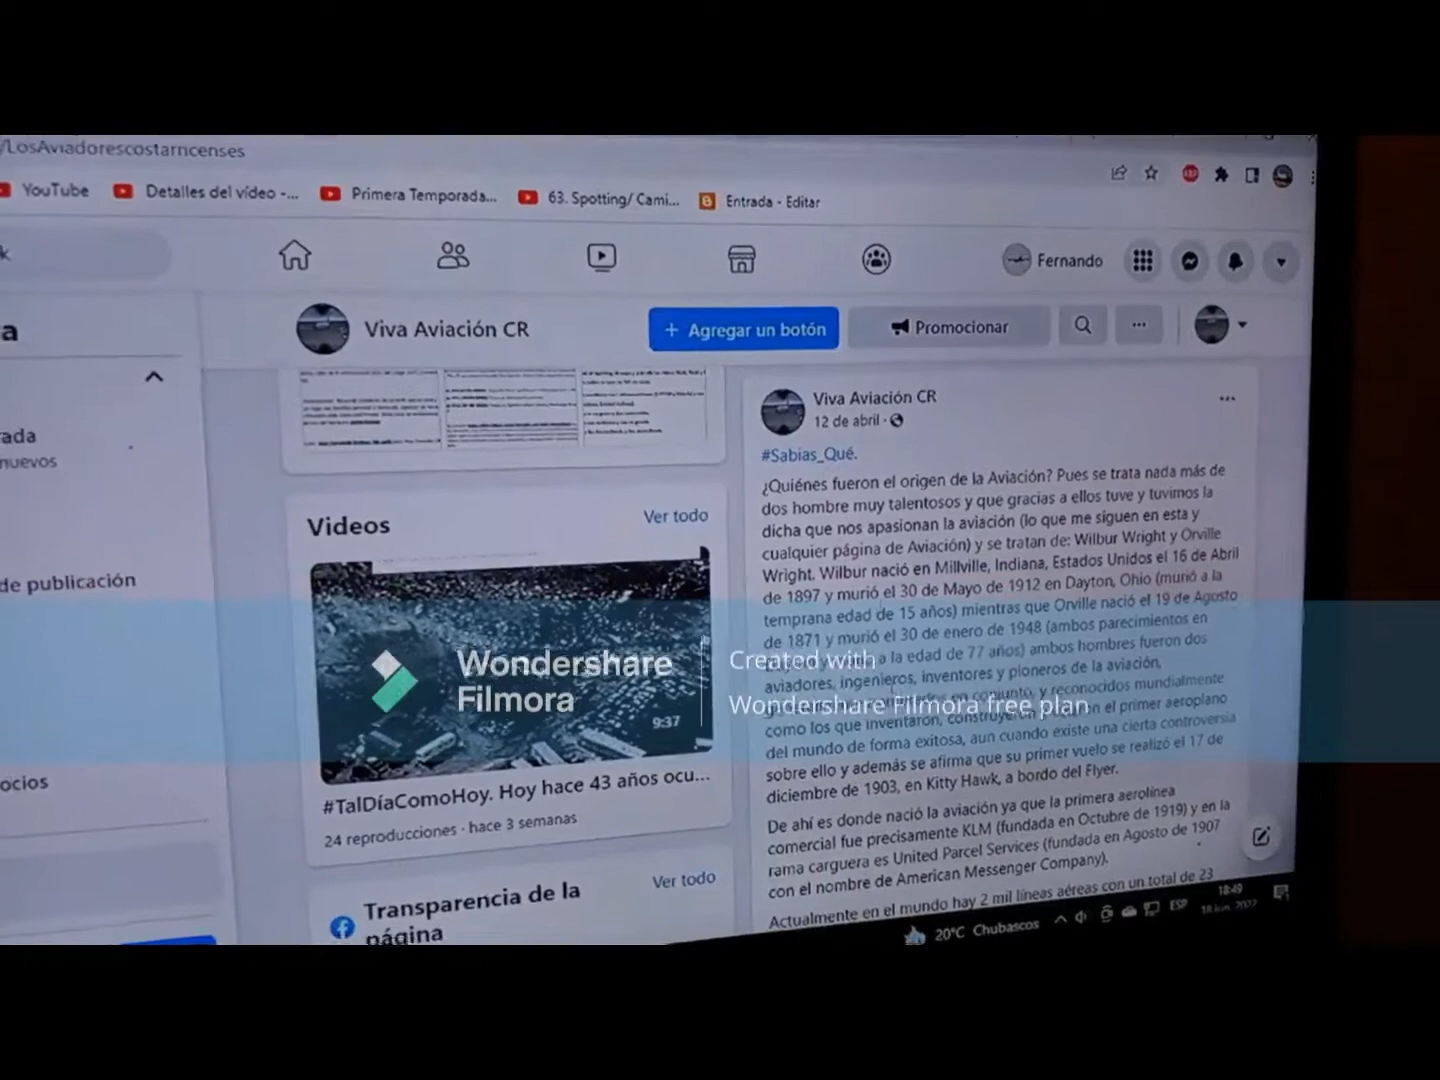 /LosAviadorescostarricenses
YouTube
Detalles del vídeo -...
Primera Temporada...
63. Spotting/ Cami...
Entrada - Editar
k
Fernando
a
Viva Aviación CR
+ Agregar un botón
Promocionar
ada
nuevos
de publicación
ocios
Videos
Ver todo
9:37
#TalDíaComoHoy. Hoy hace 43 años ocu...
24 reproducciones · hace 3 semanas
Transparencia de la
página
Ver todo
Viva Aviación CR
12 de abril ·
#Sabias_Qué.
¿Quiénes fueron el origen de la Aviación? Pues se trata nada más de
dos hombre muy talentosos y que gracias a ellos tuve y tuvimos la
dicha que nos apasionan la aviación (lo que me siguen en esta y
cualquier página de Aviación) y se tratan de: Wilbur Wright y Orville
Wright. Wilbur nació en Millville, Indiana, Estados Unidos el 16 de Abril
de 1897 y murió el 30 de Mayo de 1912 en Dayton, Ohio (murió a la
temprana edad de 15 años) mientras que Orville nació el 19 de Agosto
de 1871 y murió el 30 de enero de 1948 (ambos parecimientos en
a la edad de 77 años) ambos hombres fueron dos
aviadores, ingenieros, inventores y pioneros de la aviación,
en conjunto, y reconocidos mundialmente
como los que inventaron, construyeron en el primer aeroplano
del mundo de forma exitosa, aun cuando existe una cierta controversia
sobre ello y además se afirma que su primer vuelo se realizó el 17 de
diciembre de 1903, en Kitty Hawk, a bordo del Flyer.
De ahí es donde nació la aviación ya que la primera aerolínea
comercial fue precisamente KLM (fundada en Octubre de 1919) y en la
rama carguera es United Parcel Services (fundada en Agosto de 1907
con el nombre de American Messenger Company).
Actualmente en el mundo hay 2 mil líneas aéreas con un total de 23
Wondershare
Filmora
Created with
Wondershare Filmora free plan
20°C Chubascos
ESP
18:49
18 jun. 2022